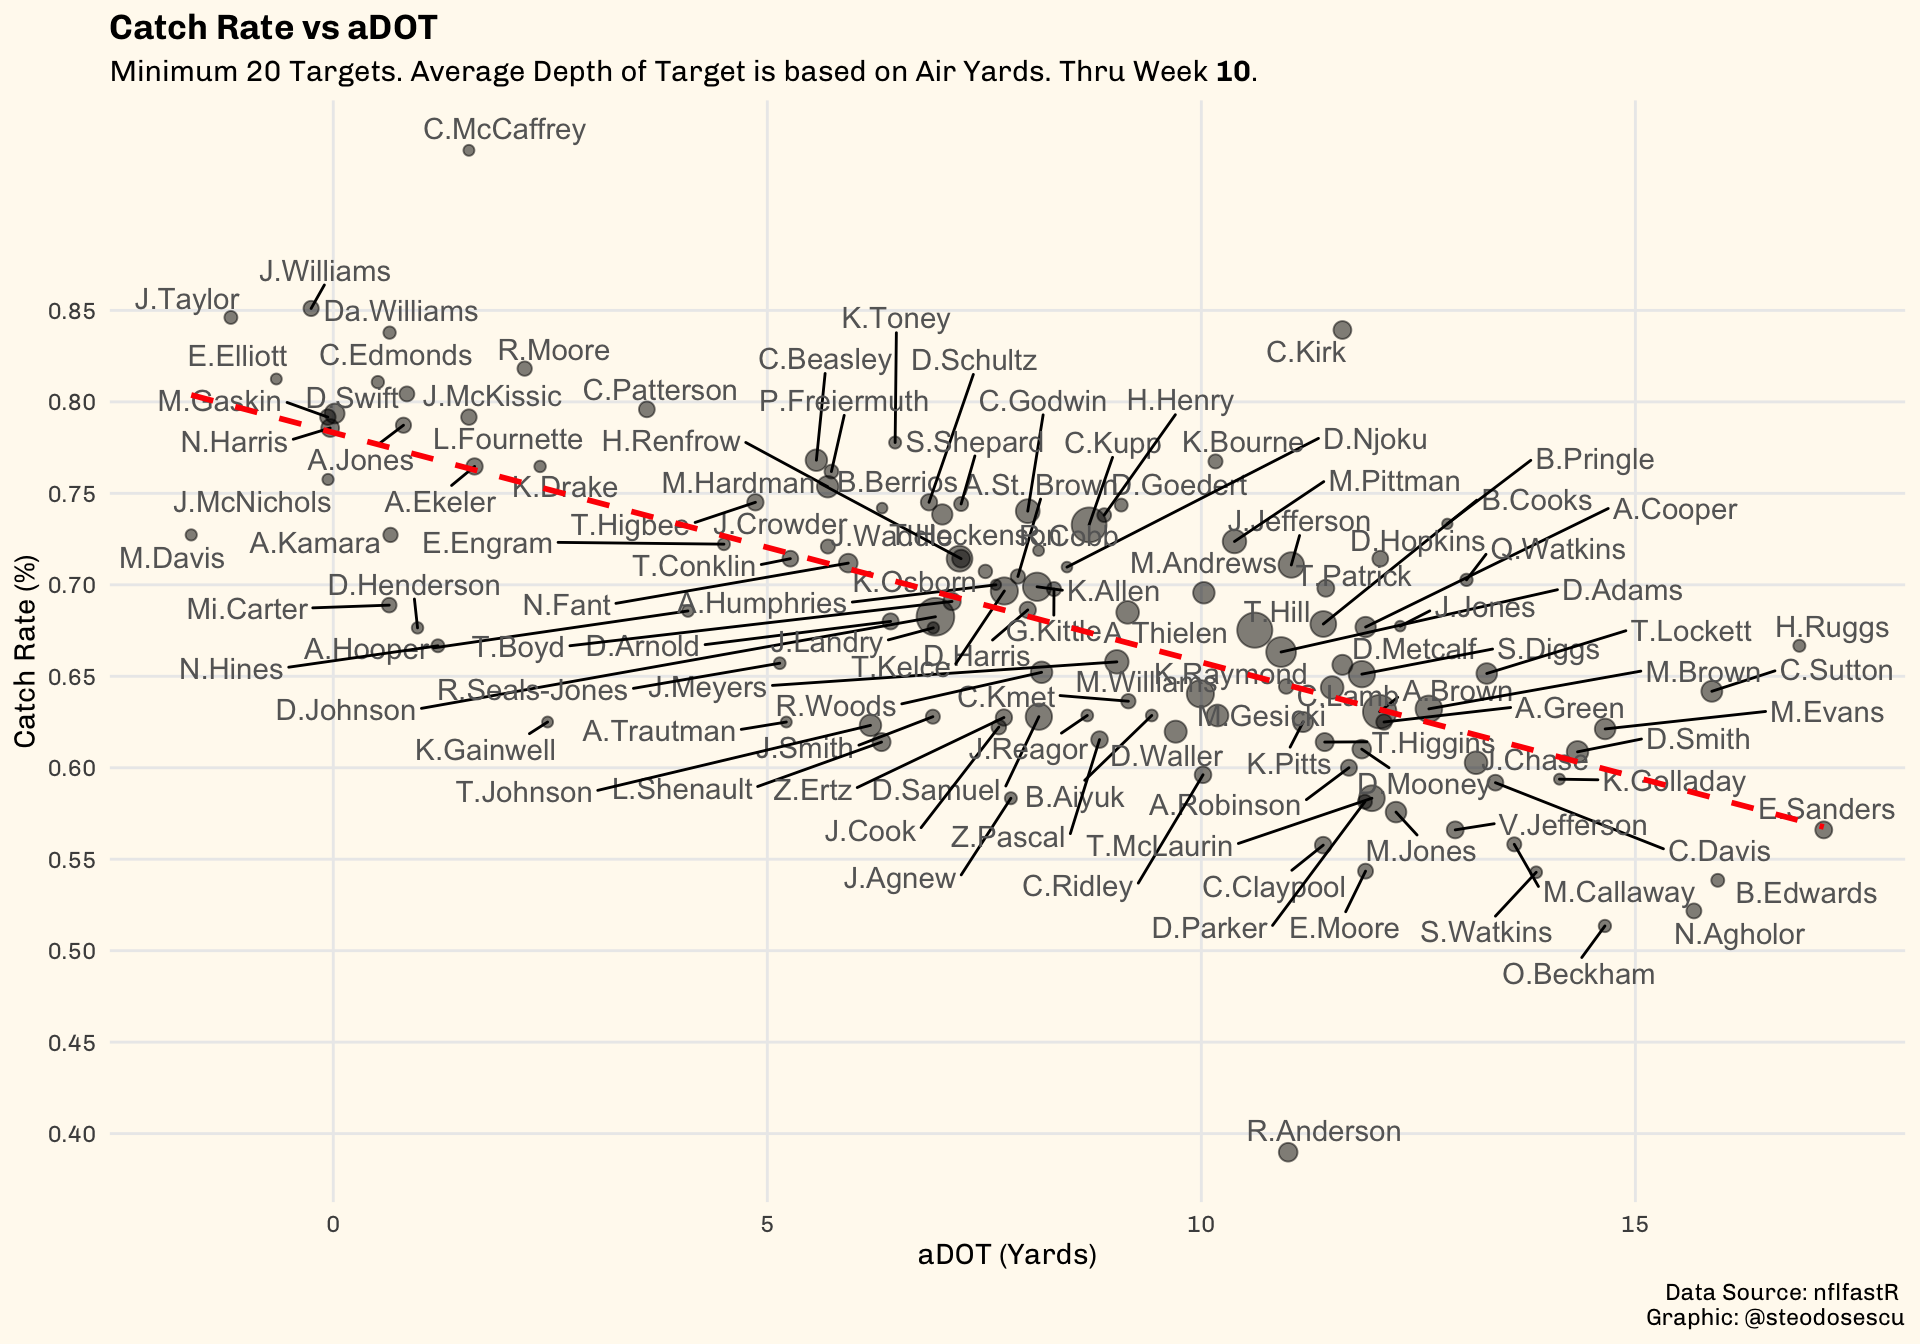 Catch Rate vs aDOT
Minimum 20 Targets. Average Depth of Target is based on Air Yards. Thru Week 10.
C.McCaffrey
J.Williams
J.Taylor
Da.Williams
K.Toney
E.Elliott
C.Edmonds
R.Moore
C.Beasley
D.Schultz
C.Kirk
M.Gaskin
D.Swift
J.McKissic
C.Patterson
P.Freiermuth
C.Godwin
H.Henry
N.Harris
L.Fournette
H.Renfrow
S.Shepard
C.Kupp
K.Bourne
D.Njoku
A.Jones
B.Pringle
J.McNichols
A.Ekeler
K.Drake
M.Hardman
B.Berrios
A.St. Brown
D.Goedert
M.Pittman
B.Cooks
A.Cooper
T.Higbee
J.Crowder
J.Jefferson
M.Davis
A.Kamara
E.Engram
J.Waddle
T.Hockenson
R.Cobb
D.Hopkins
Q.Watkins
T.Conklin
M.Andrews
T.Patrick
D.Henderson
K.Osborn
K.Allen
D.Adams
Mi.Carter
N.Fant
A.Humphries
T.Hill
J.Jones
A.Hooper
T.Boyd
D.Arnold
J.Landry
G.Kittle
A.Thielen
T.Lockett
H.Ruggs
N.Hines
T.Kelce
D.Harris
D.Metcalf
S.Diggs
R.Seals-Jones
J.Meyers
K.Raymond
M.Brown
C.Sutton
D.Johnson
R.Woods
C.Kmet
M.Williams
C.Lamb
A.Brown
A.Green
M.Evans
K.Gainwell
A.Trautman
J.Smith
J.Reagor
M.Gesicki
T.Higgins
D.Smith
D.Waller
K.Pitts
J.Chase
T.Johnson
L.Shenault
Z.Ertz
D.Samuel
B.Aiyuk
A.Robinson
D.Mooney
K.Golladay
E.Sanders
J.Cook
Z.Pascal
T.McLaurin
M.Jones
V.Jefferson
C.Davis
J.Agnew
C.Ridley
C.Claypool
M.Callaway
B.Edwards
D.Parker
E.Moore
S.Watkins
N.Agholor
O.Beckham
R.Anderson
0.85
0.80
0.75
0.70
0.65
0.60
0.55
0.50
0.45
0.40
Catch Rate (%)
0
5
10
15
aDOT (Yards)
Data Source: nflfastR
Graphic: @steodosescu